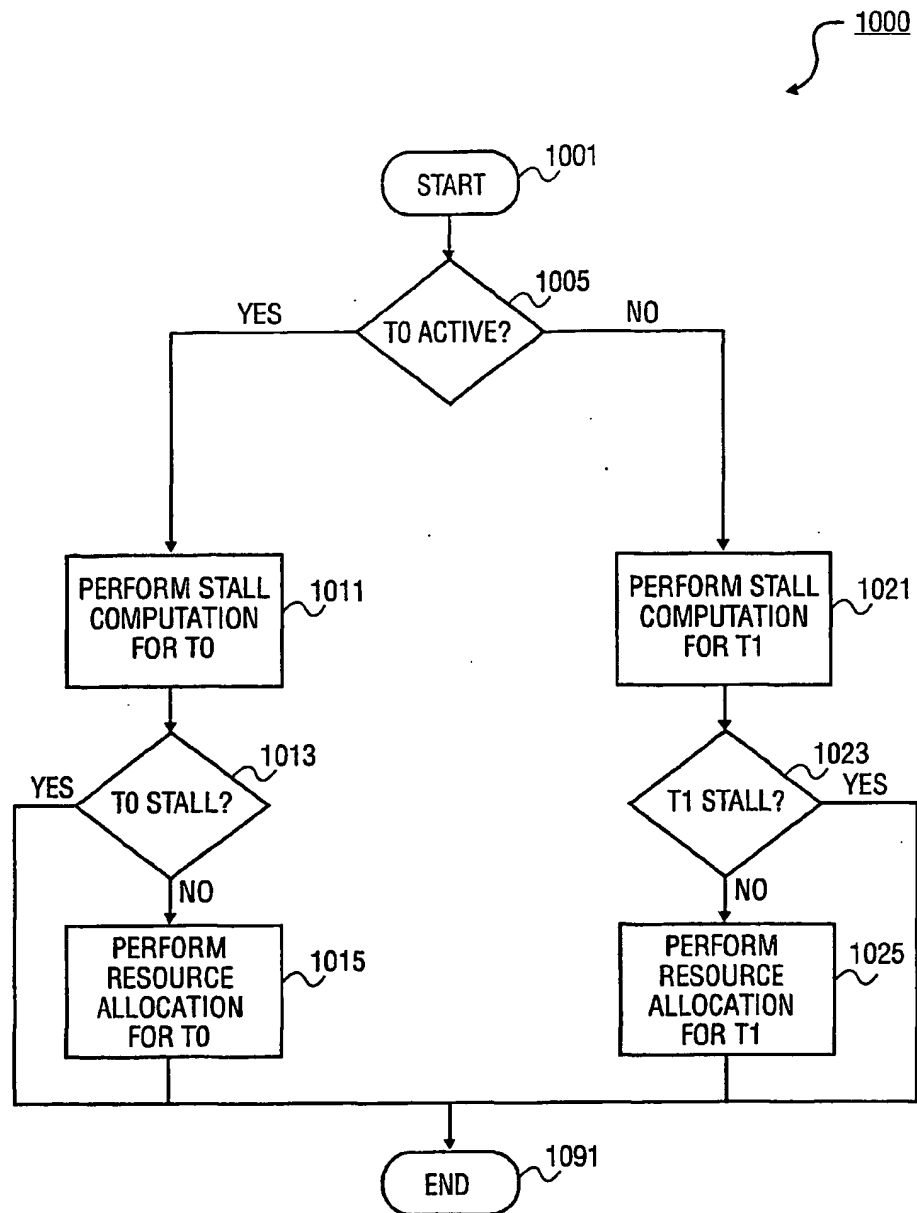 1000
START
1001
T0 ACTIVE?
1005
YES
NO
PERFORM STALL
COMPUTATION
FOR T0
1011
PERFORM STALL
COMPUTATION
FOR T1
1021
T0 STALL?
1013
YES
NO
T1 STALL?
1023
YES
NO
PERFORM
RESOURCE
ALLOCATION
FOR T0
1015
PERFORM
RESOURCE
ALLOCATION
FOR T1
1025
END
1091